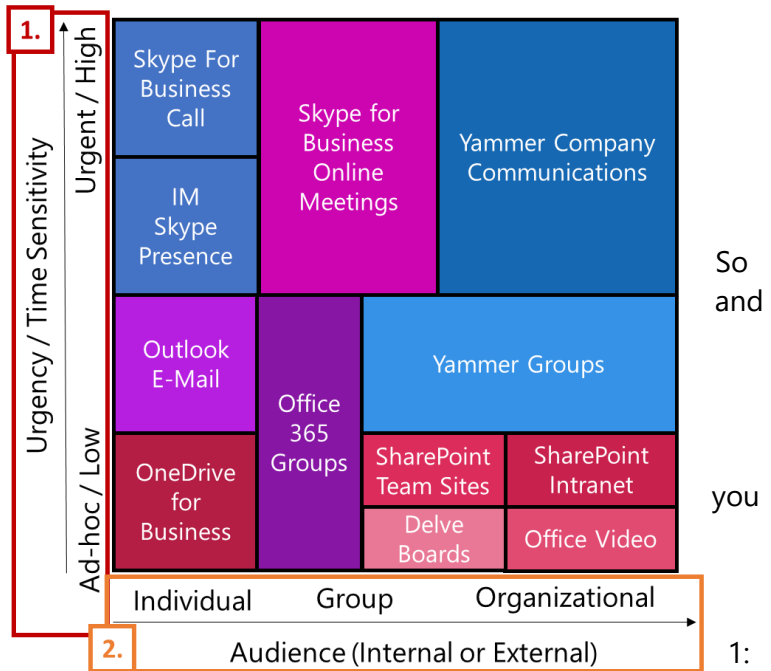 1.
Urgency / Time Sensitivity
Urgent / High
Ad-hoc / Low
Skype For
Business
Call
Skype for
Business
Online
Meetings
Yammer Company
Communications
IM
Skype
Presence
Outlook
E-Mail
Office
365
Groups
Yammer Groups
OneDrive
for
Business
SharePoint
Team Sites
SharePoint
Intranet
Delve
Boards
Office Video
Individual
Group
Organizational
2.
Audience (Internal or External)
So
and
you
1: